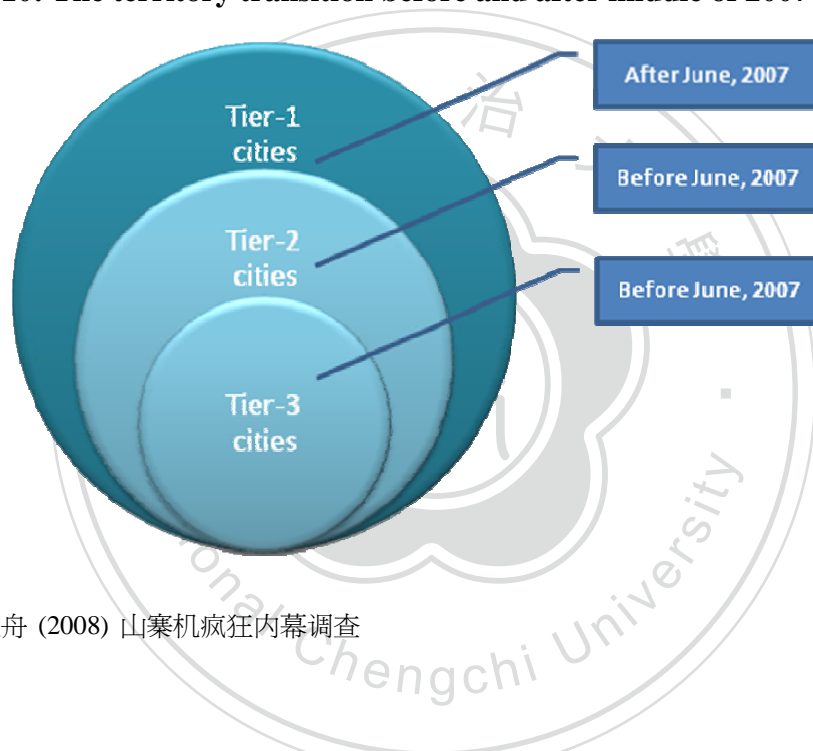 The territory transition before and after middle of 2007
After June, 2007
Tier-1
cities
Before June, 2007
Tier-2
cities
Before June, 2007
Tier-3
cities
舟 (2008) 山寨机疯狂内幕调查
治
Chengchi University